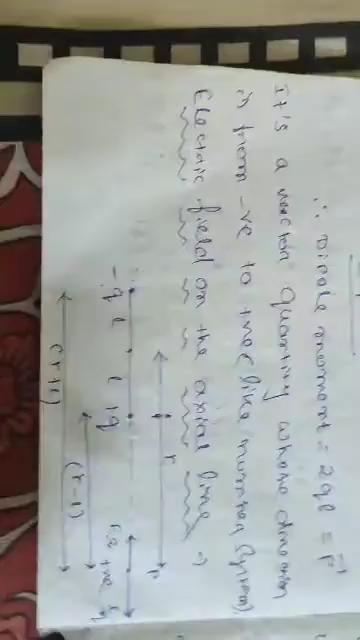 ∴ Dipole moment = 2ql = P⃗
It's a vector quantity whose direction
is from -ve to +ve (like number system)
Electric field on the axial line →
r
P
-q l l q
(r-l)
(r+l)